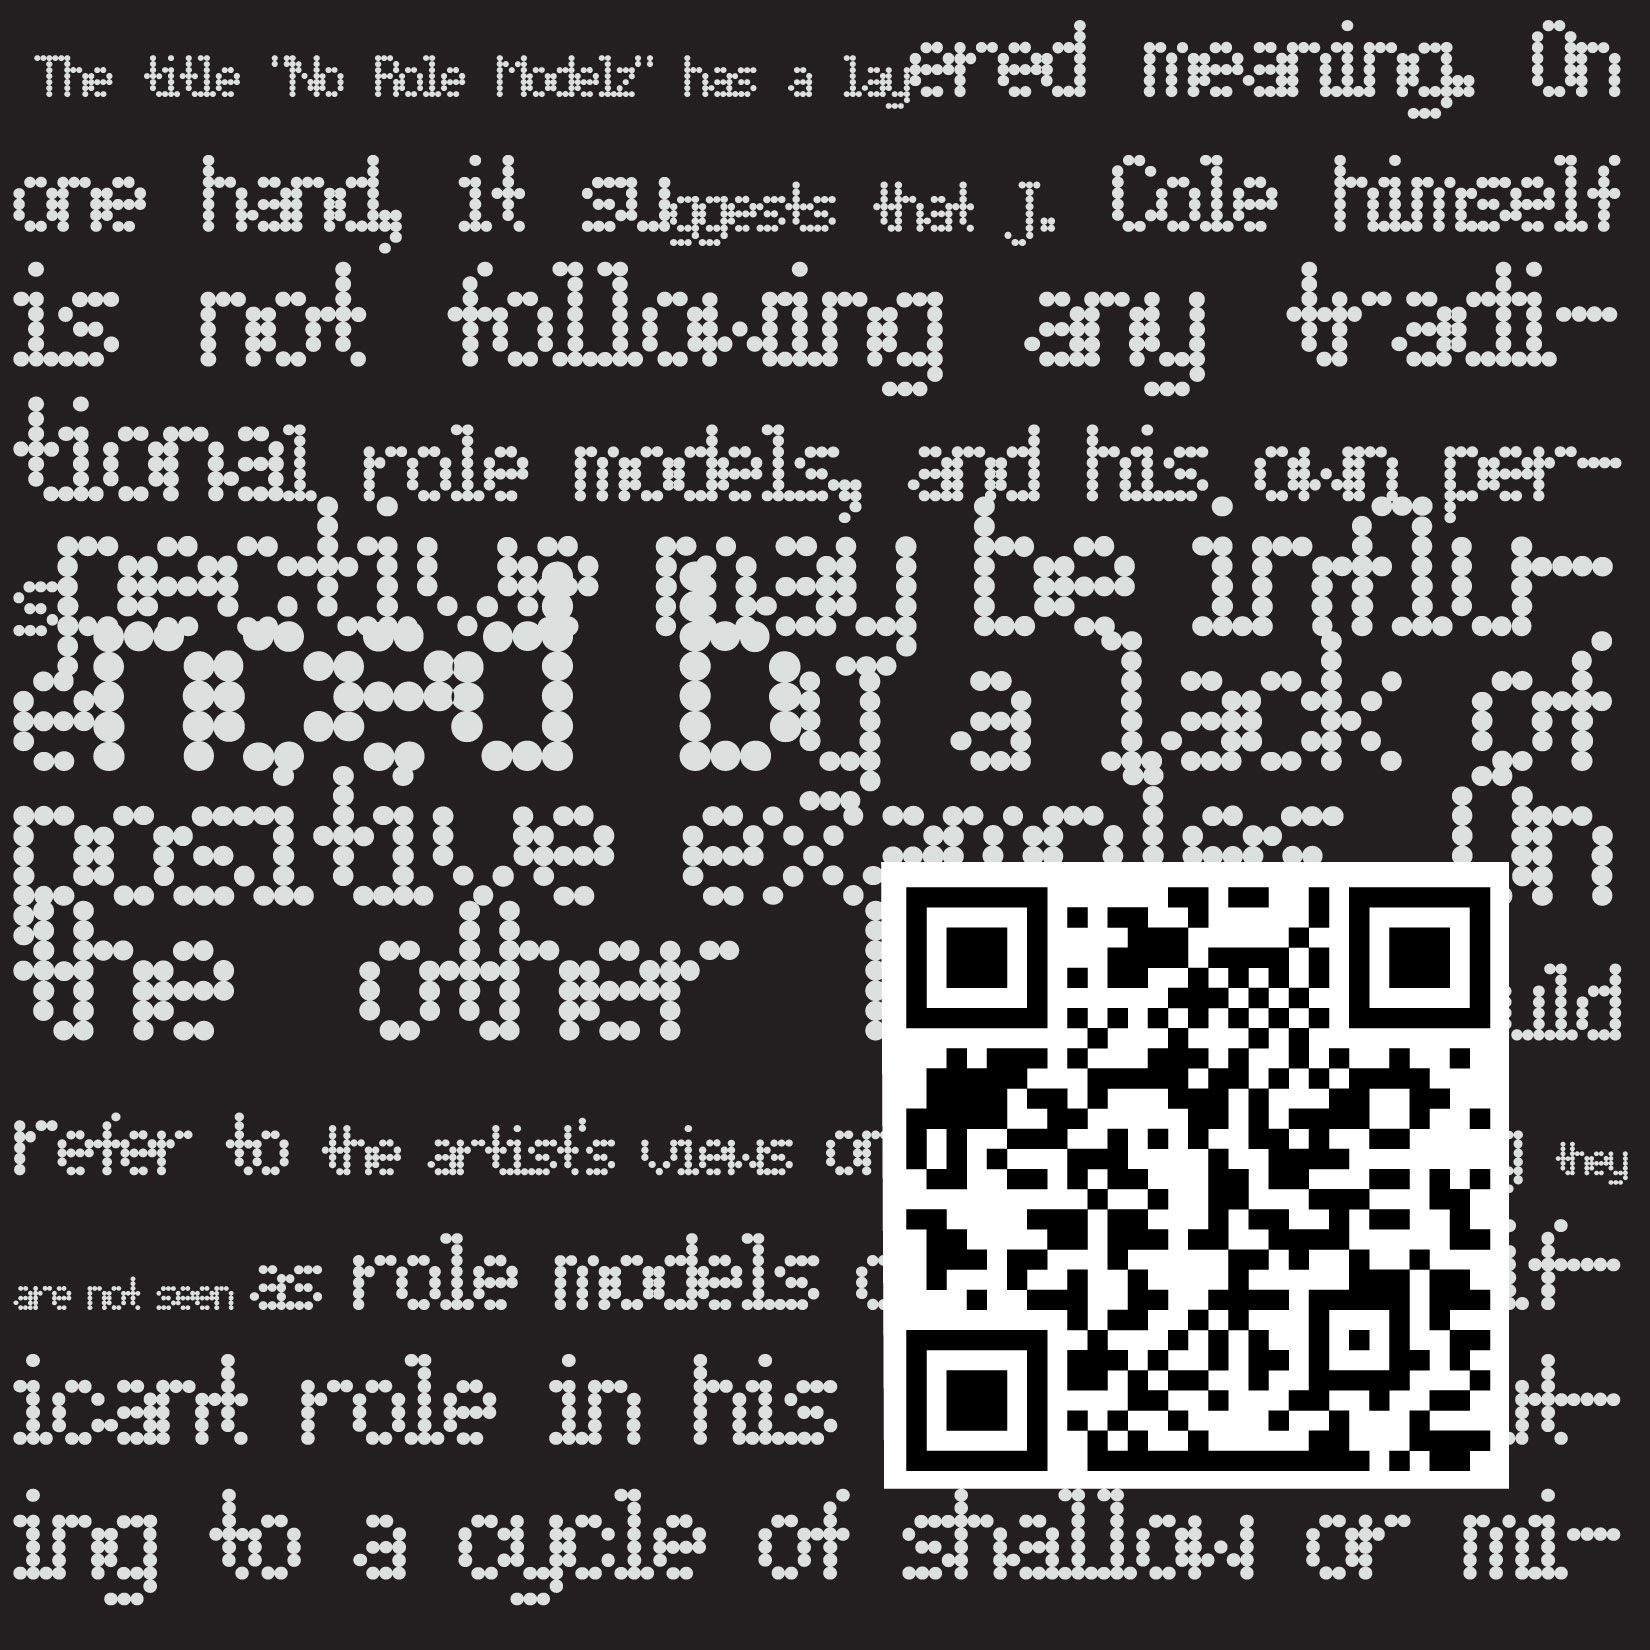 The title "No Role Modelz" has a layered meaning. On
one hand, it suggests that J. Cole himself
is not following any tradi-
tional role models, and his own per-
spective may be influ-
enced by a lack of
positive examples On
the other
refer to the artist's views they
are not seen as role models
icant role in his
ing to a cycle of shallow or mi-